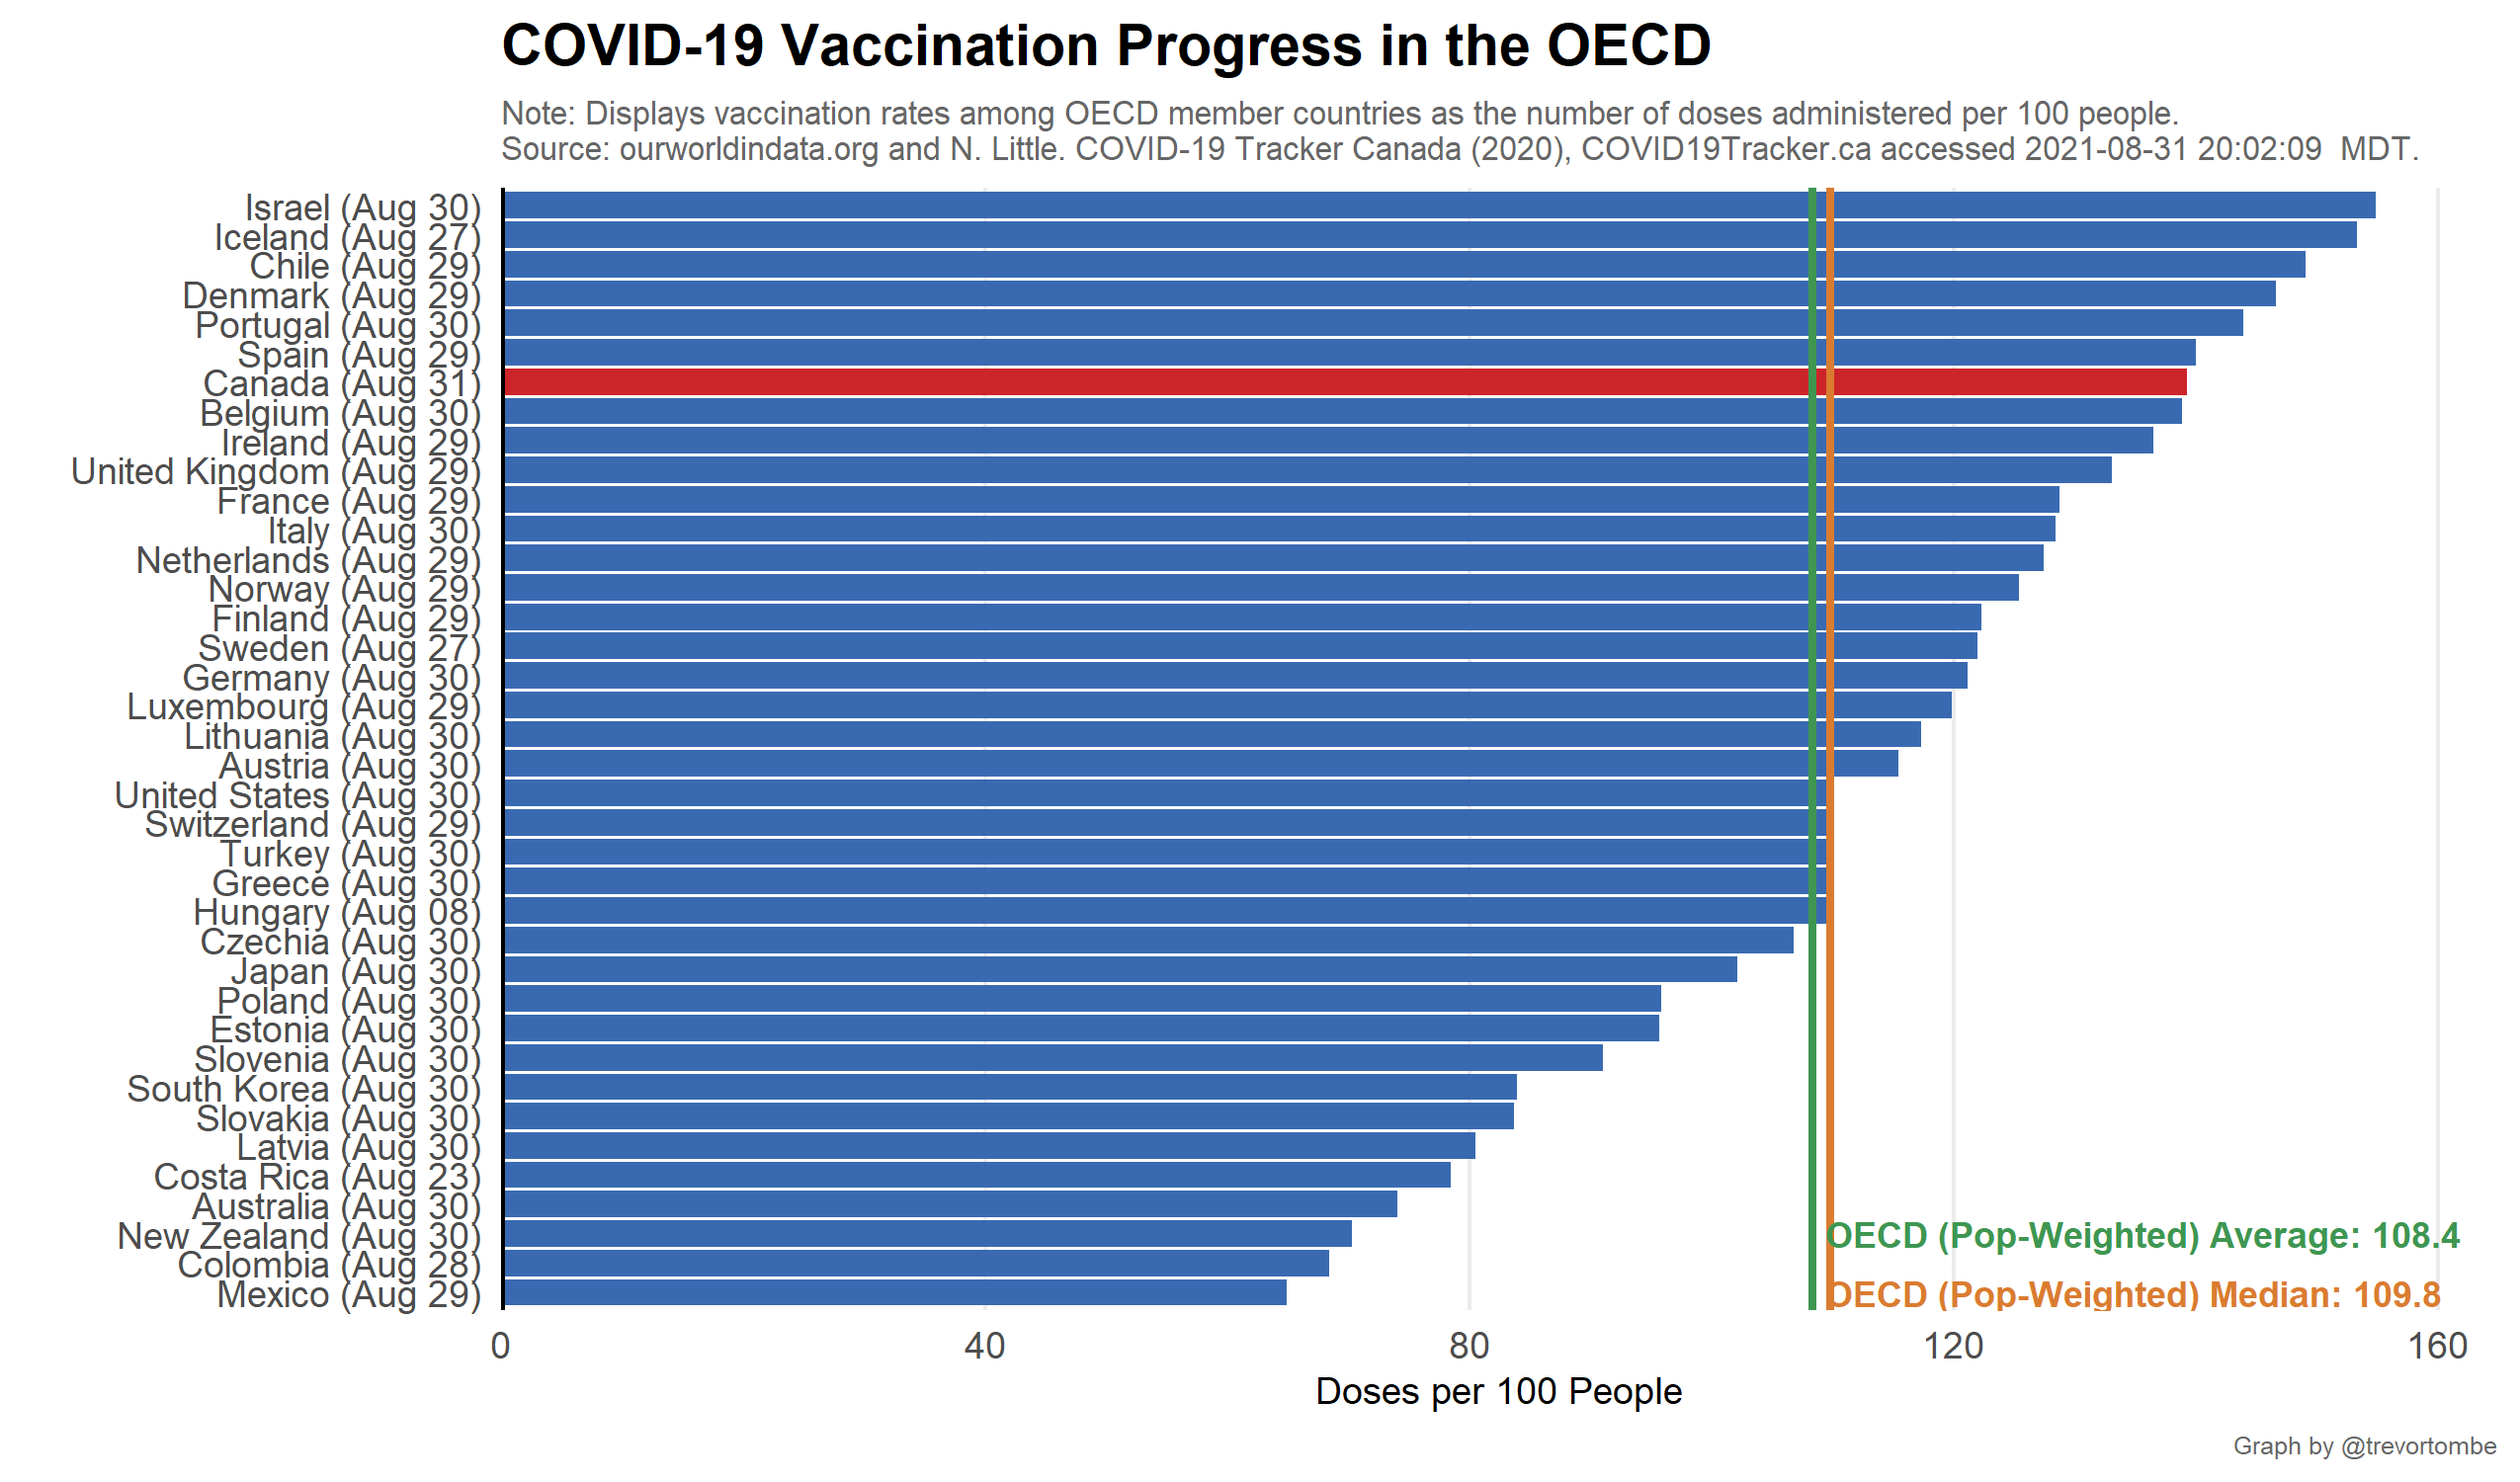 COVID-19 Vaccination Progress in the OECD
Note: Displays vaccination rates among OECD member countries as the number of doses administered per 100 people.
Source: ourworldindata.org and N. Little. COVID-19 Tracker Canada (2020), COVID19Tracker.ca accessed 2021-08-31 20:02:09  MDT.
Israel (Aug 30)
Iceland (Aug 27)
Chile (Aug 29)
Denmark (Aug 29)
Portugal (Aug 30)
Spain (Aug 29)
Canada (Aug 31)
Belgium (Aug 30)
Ireland (Aug 29)
United Kingdom (Aug 29)
France (Aug 29)
Italy (Aug 30)
Netherlands (Aug 29)
Norway (Aug 29)
Finland (Aug 29)
Sweden (Aug 27)
Germany (Aug 30)
Luxembourg (Aug 29)
Lithuania (Aug 30)
Austria (Aug 30)
United States (Aug 30)
Switzerland (Aug 29)
Turkey (Aug 30)
Greece (Aug 30)
Hungary (Aug 08)
Czechia (Aug 30)
Japan (Aug 30)
Poland (Aug 30)
Estonia (Aug 30)
Slovenia (Aug 30)
South Korea (Aug 30)
Slovakia (Aug 30)
Latvia (Aug 30)
Costa Rica (Aug 23)
Australia (Aug 30)
New Zealand (Aug 30)
OECD (Pop-Weighted) Average: 108.4
Colombia (Aug 28)
Mexico (Aug 29)
OECD (Pop-Weighted) Median: 109.8
0 40 80 120 160
Doses per 100 People
Graph by @trevortombe